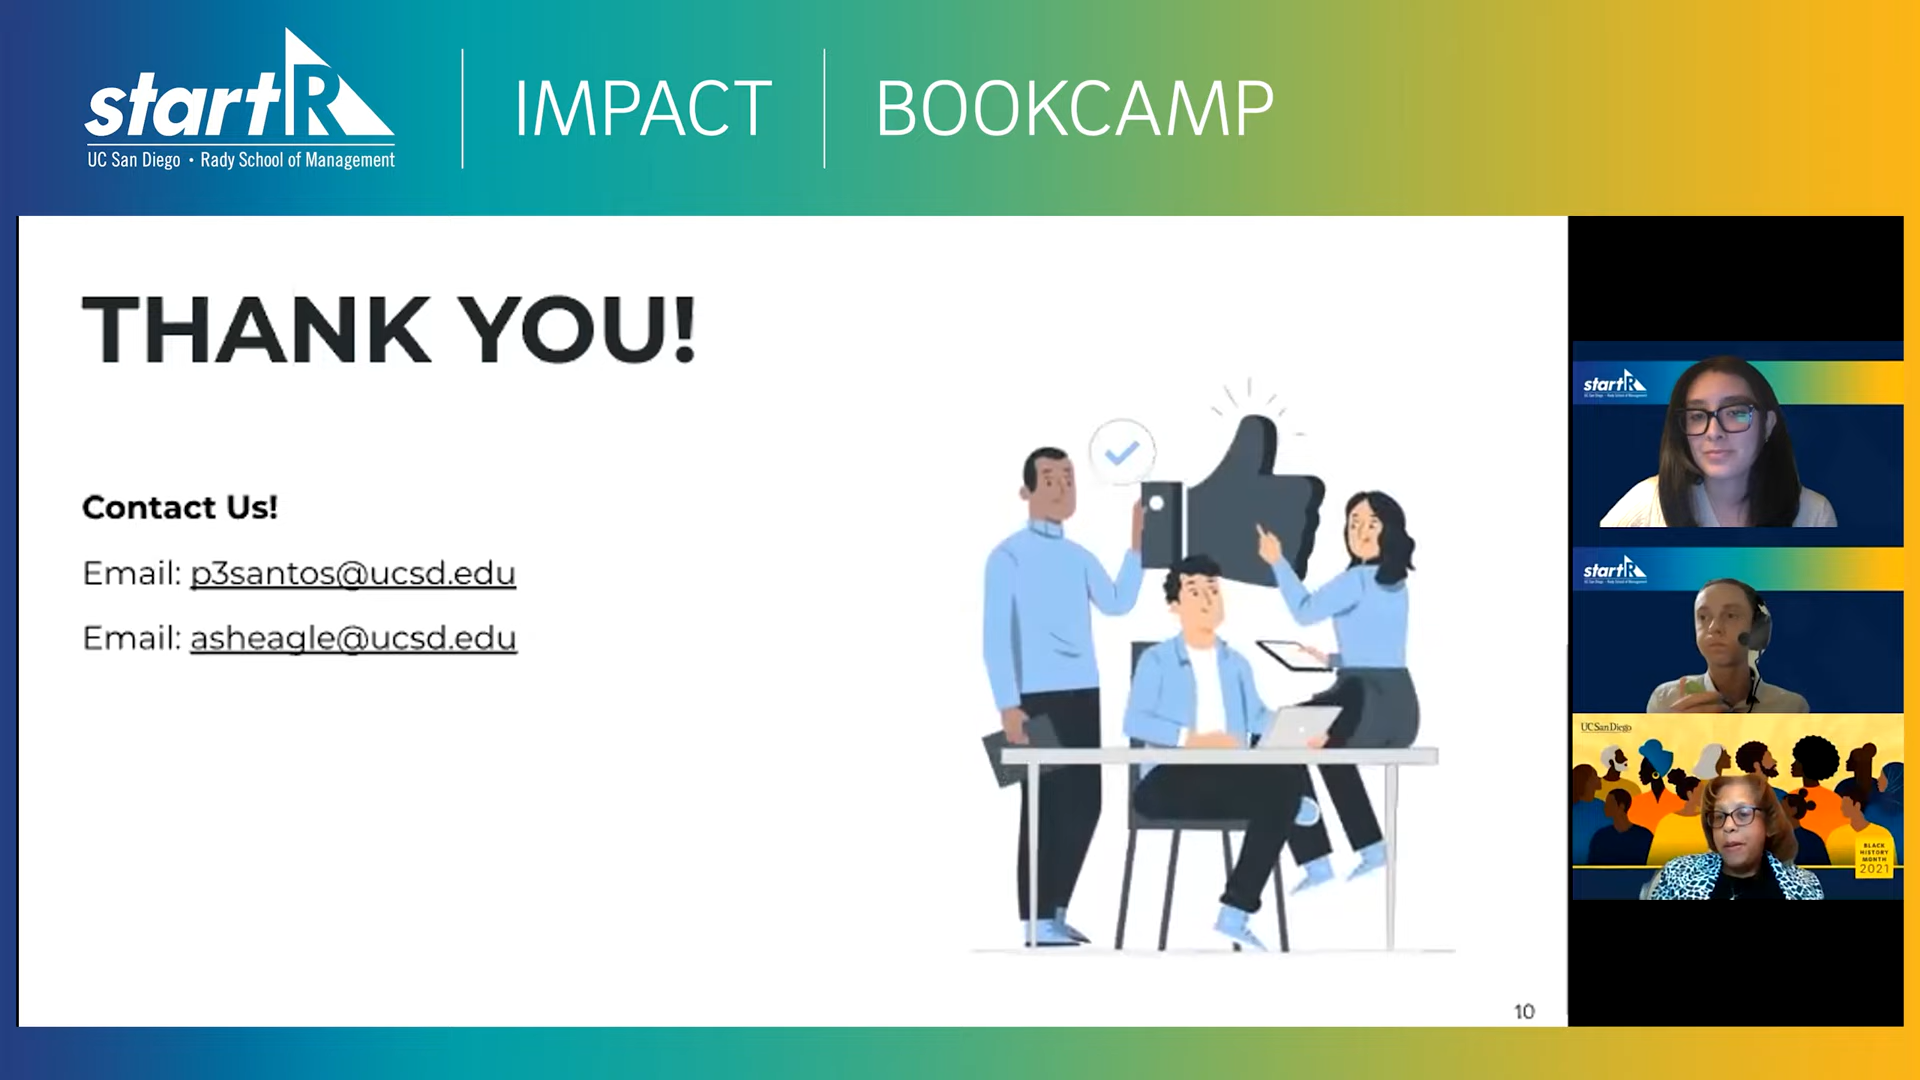 startR
UC San Diego • Rady School of Management
IMPACT
BOOKCAMP
THANK YOU!
Contact Us!
Email: p3santos@ucsd.edu
Email: asheagle@ucsd.edu
10
startR
startR
UC San Diego
BLACK
HISTORY
MONTH
2021